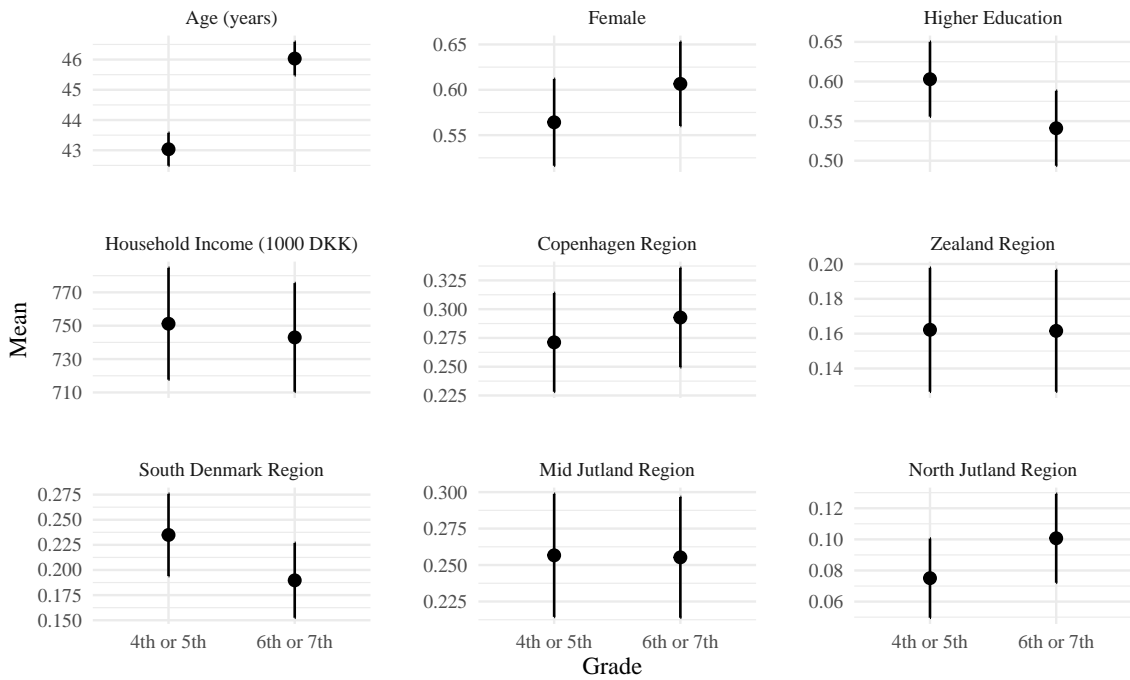 Age (years)
Female
Higher Education
46
45
44
43
0.65
0.60
0.55
0.65
0.60
0.55
0.50
Household Income (1000 DKK)
Copenhagen Region
Zealand Region
770
750
730
710
0.325
0.300
0.275
0.250
0.225
0.20
0.18
0.16
0.14
Mean
South Denmark Region
Mid Jutland Region
North Jutland Region
0.275
0.250
0.225
0.200
0.175
0.150
0.300
0.275
0.250
0.225
0.12
0.10
0.08
0.06
4th or 5th
6th or 7th
4th or 5th
6th or 7th
4th or 5th
6th or 7th
Grade